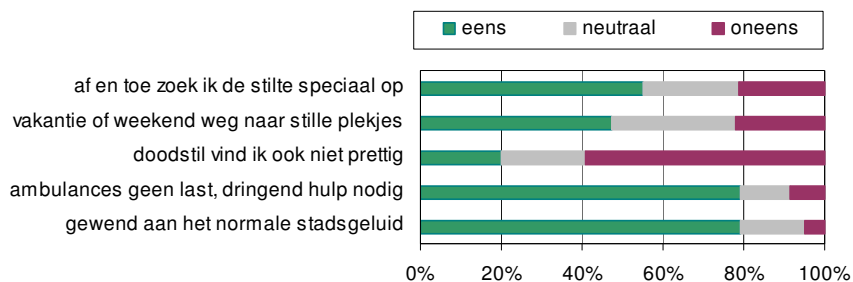 eens neutraal oneens
af en toe zoek ik de stilte speciaal op
vakantie of weekend weg naar stille plekjes
doodstil vind ik ook niet prettig
ambulances geen last, dringend hulp nodig
gewend aan het normale stadsgeluid
0% 20% 40% 60% 80% 100%